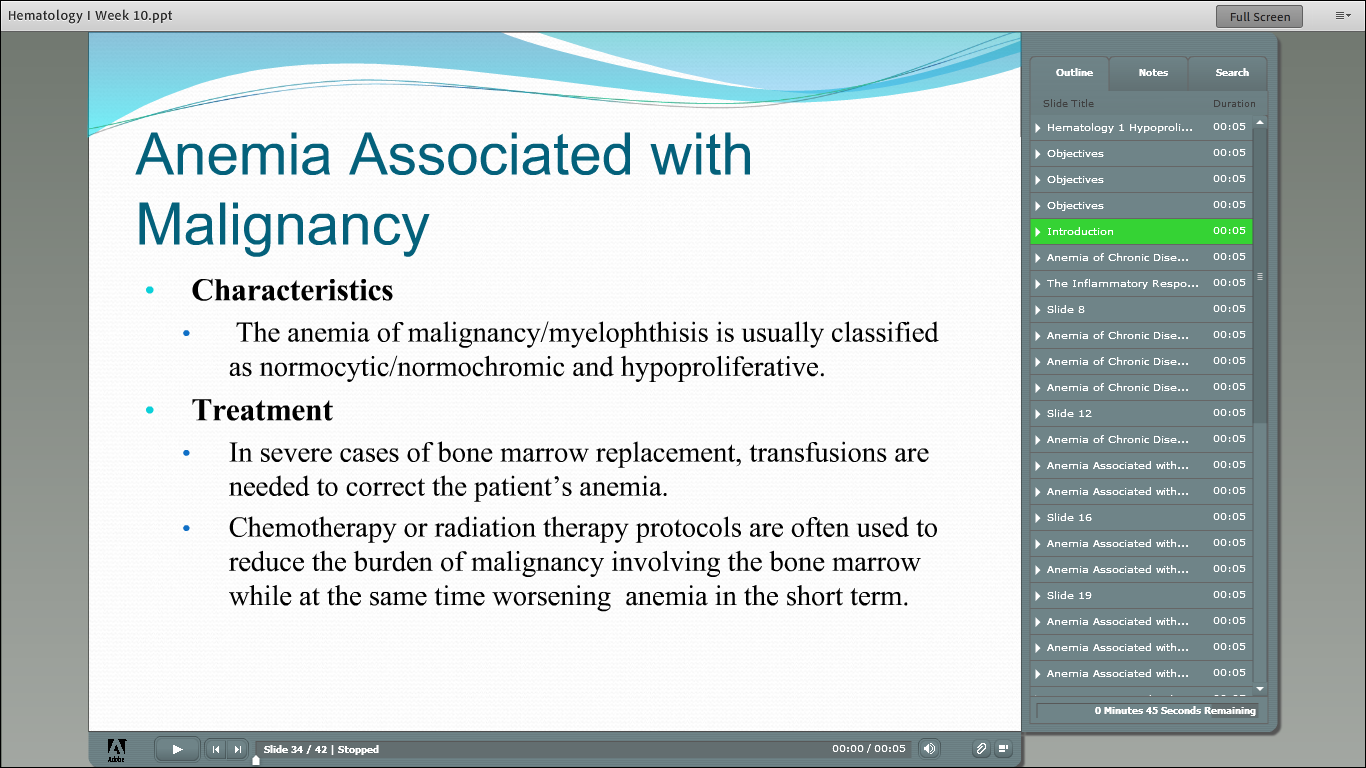 Hematology I Week 10.ppt
Full Screen
Anemia Associated with
Malignancy
• Characteristics
• The anemia of malignancy/myelophthisis is usually classified
as normocytic/normochromic and hypoproliferative.
• Treatment
• In severe cases of bone marrow replacement, transfusions are
needed to correct the patient’s anemia.
• Chemotherapy or radiation therapy protocols are often used to
reduce the burden of malignancy involving the bone marrow
while at the same time worsening  anemia in the short term.
Outline Notes Search
Slide Title Duration
Hematology 1 Hypoproli... 00:05
Objectives 00:05
Objectives 00:05
Objectives 00:05
Introduction 00:05
Anemia of Chronic Dise... 00:05
The Inflammatory Respo... 00:05
Slide 8 00:05
Anemia of Chronic Dise... 00:05
Anemia of Chronic Dise... 00:05
Anemia of Chronic Dise... 00:05
Slide 12 00:05
Anemia of Chronic Dise... 00:05
Anemia Associated with... 00:05
Anemia Associated with... 00:05
Slide 16 00:05
Anemia Associated with... 00:05
Anemia Associated with... 00:05
Slide 19 00:05
Anemia Associated with... 00:05
Anemia Associated with... 00:05
Anemia Associated with... 00:05
0 Minutes 45 Seconds Remaining
Adobe
Slide 34 / 42 | Stopped
00:00 / 00:05